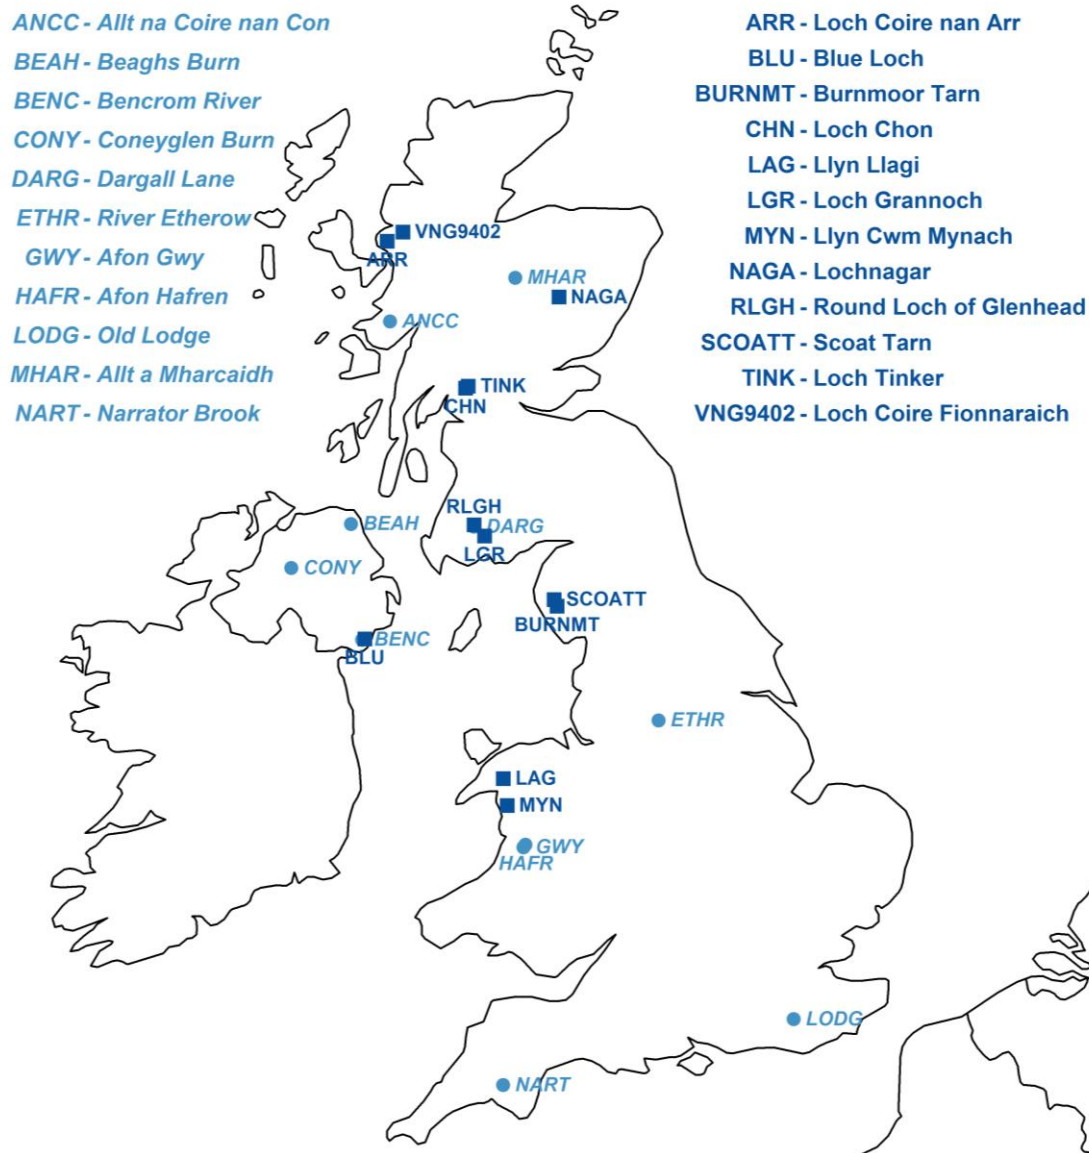 ANCC - Allt na Coire nan Con
BEAH - Beaghs Burn
BENC - Bencrom River
CONY - Coneyglen Burn
DARG - Dargall Lane
ETHR - River Etherow
GWY - Afon Gwy
HAFR - Afon Hafren
LODG - Old Lodge
MHAR - Allt a Mharcaidh
NART - Narrator Brook
ARR - Loch Coire nan Arr
BLU - Blue Loch
BURNMT - Burnmoor Tarn
CHN - Loch Chon
LAG - Llyn Llagi
LGR - Loch Grannoch
MYN - Llyn Cwm Mynach
NAGA - Lochnagar
RLGH - Round Loch of Glenhead
SCOATT - Scoat Tarn
TINK - Loch Tinker
VNG9402 - Loch Coire Fionnaraich
VNG9402
ARR
MHAR
NAGA
ANCC
TINK
CHN
RLGH
BEAH
DARG
LGR
CONY
SCOATT
BURNMT
BENC
BLU
ETHR
LAG
MYN
GWY
HAFR
LODG
NART